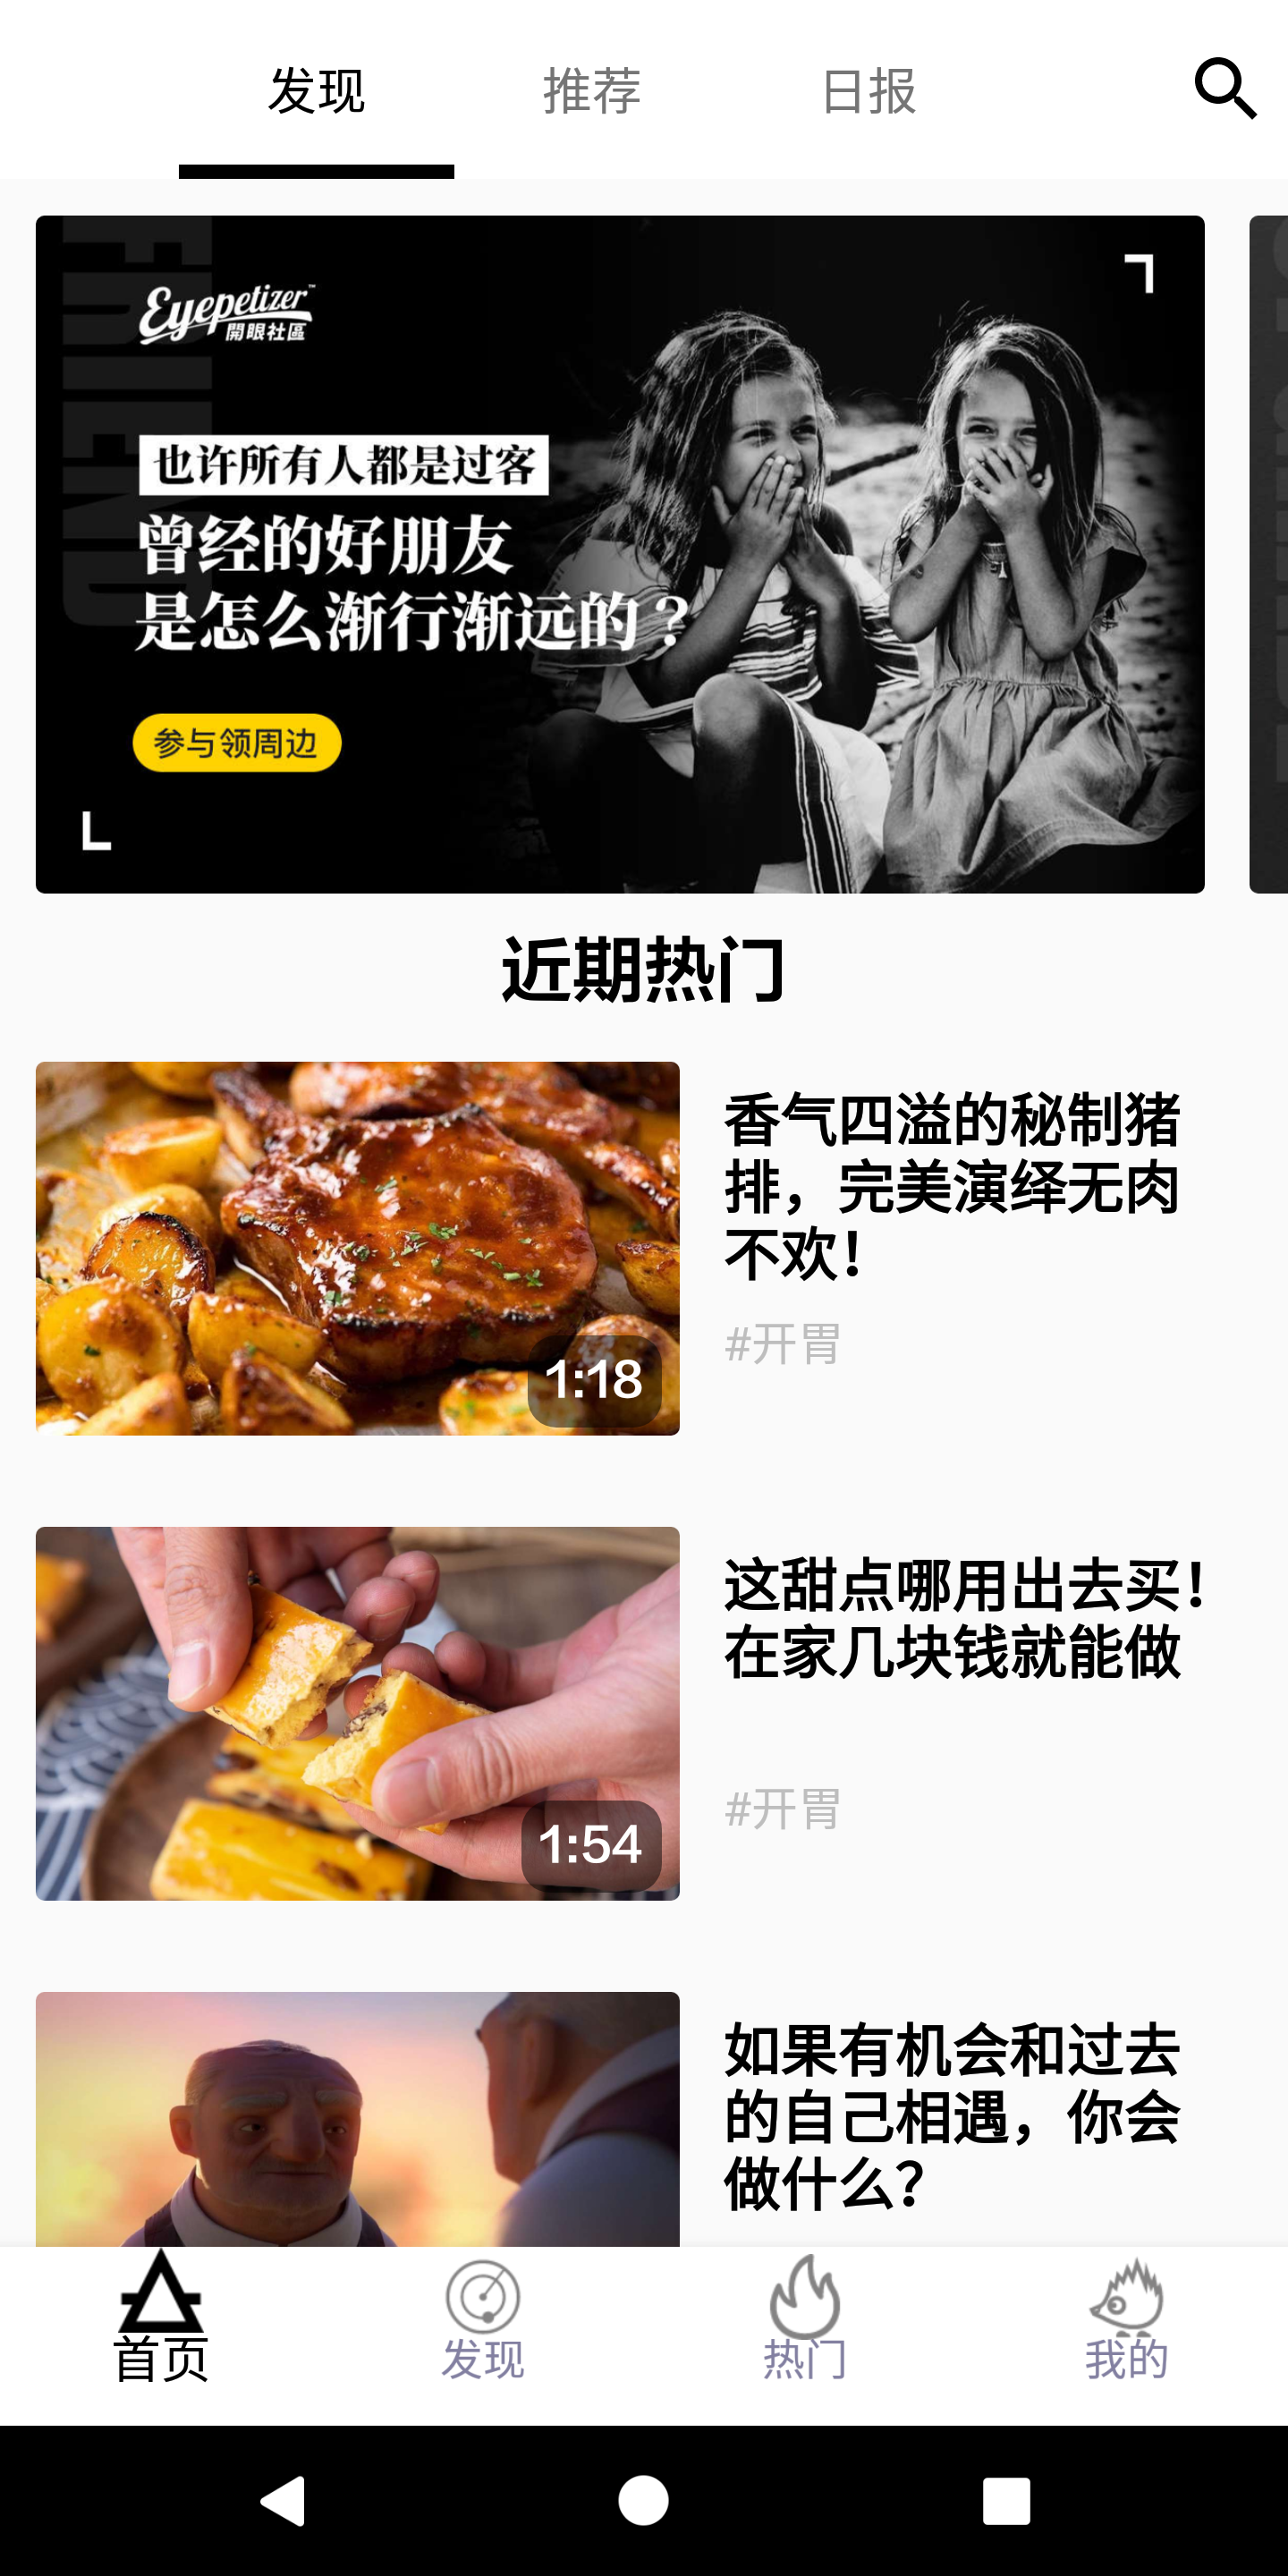 发现
推荐
日报
FRIEND
Eyepetizer™
開眼社區
也许所有人都是过客
曾经的好朋友
是怎么渐行渐远的？
参与领周边
近期热门
香气四溢的秘制猪
排，完美演绎无肉
不欢！
#开胃
1:18
这甜点哪用出去买！
在家几块钱就能做
#开胃
1:54
如果有机会和过去
的自己相遇，你会
做什么？
首页
发现
热门
我的